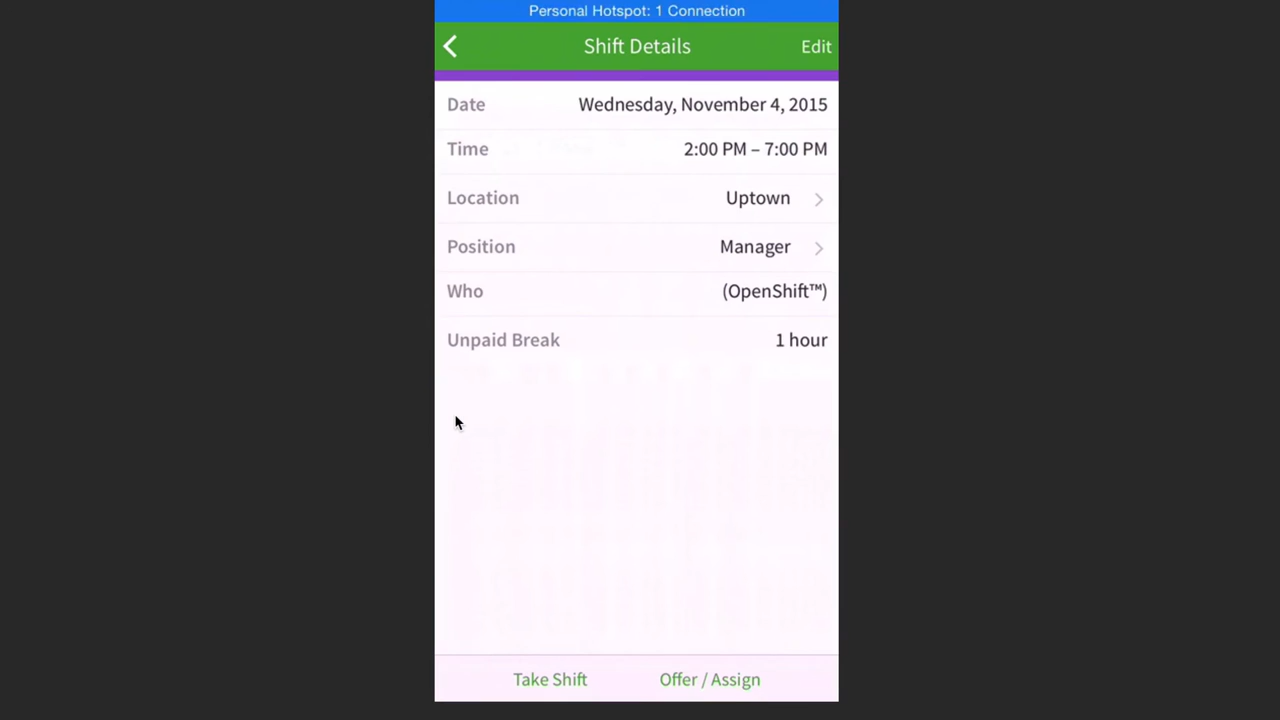 Personal Hotspot: 1 Connection
Shift Details Edit
Date Wednesday, November 4, 2015
Time 2:00 PM – 7:00 PM
Location Uptown
Position Manager
Who (OpenShift™)
Unpaid Break 1 hour
Take Shift Offer / Assign